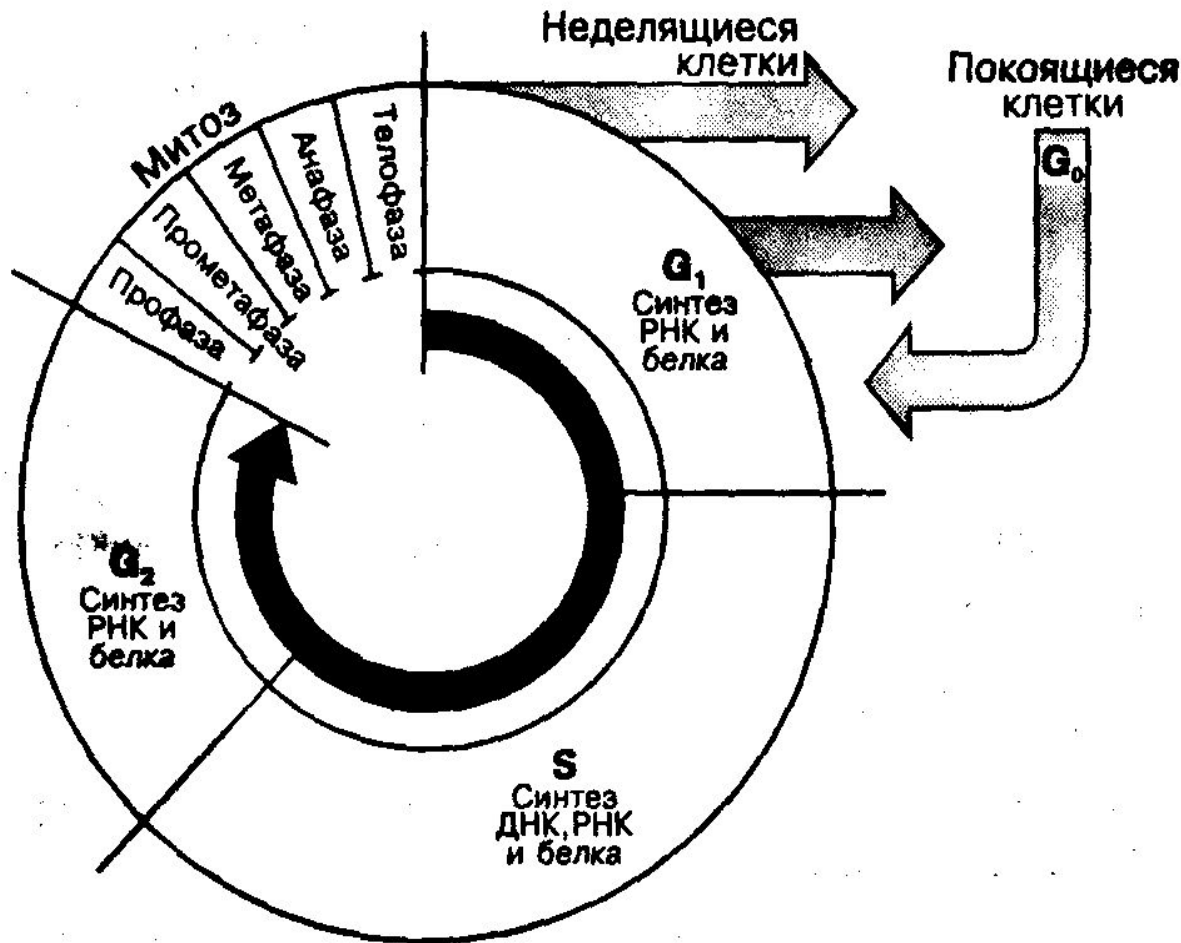 Неделящиеся
клетки
Покоящиеся
клетки
G₀
Митоз
Телофаза
Анафаза
Метафаза
Прометафаза
Профаза
G₁
Синтез
РНК и
белка
G₂
Синтез
РНК и
белка
S
Синтез
ДНК, РНК
и белка